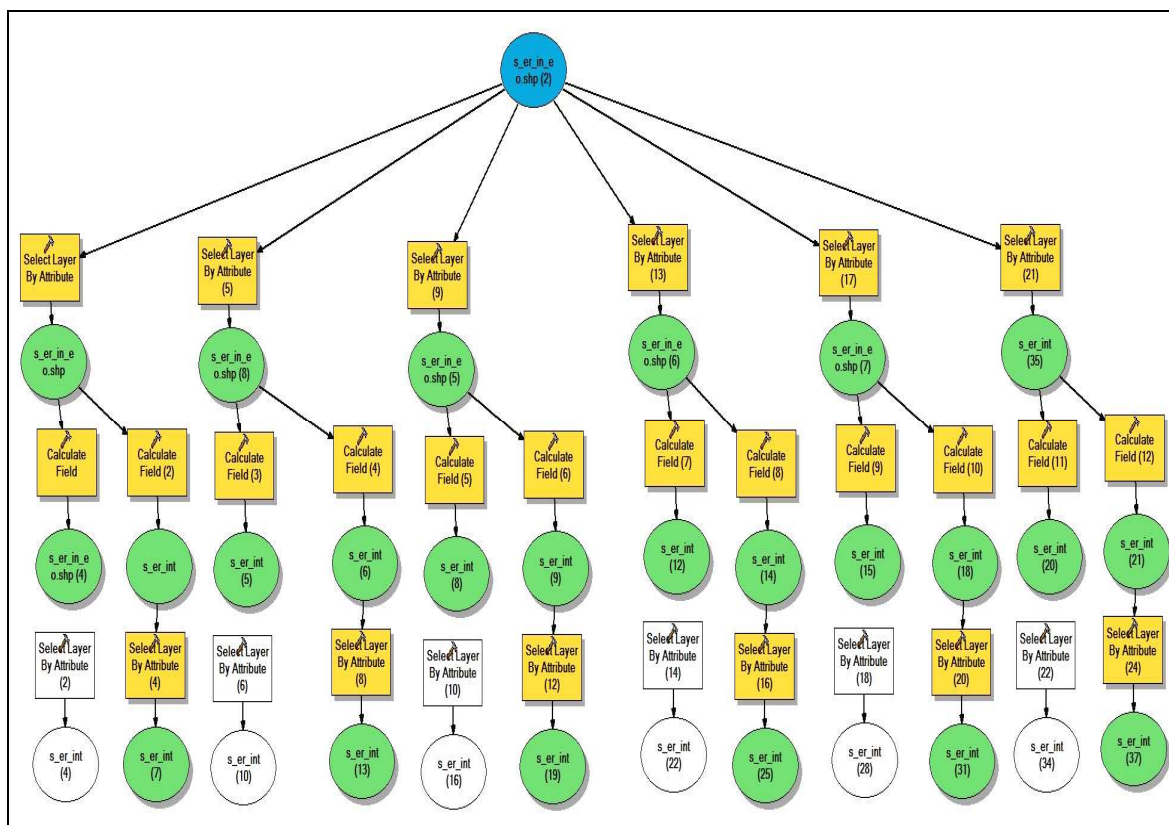 s_er_in_e
o.shp (2)
Select Layer
By Attribute
Select Layer
By Attribute
(5)
Select Layer
By Attribute
(9)
Select Layer
By Attribute
(13)
Select Layer
By Attribute
(17)
Select Layer
By Attribute
(21)
s_er_in_e
o.shp
s_er_in_e
o.shp (8)
s_er_in_e
o.shp (5)
s_er_in_e
o.shp (6)
s_er_in_e
o.shp (7)
s_er_int
(35)
Calculate
Field
Calculate
Field (2)
Calculate
Field (3)
Calculate
Field (4)
Calculate
Field (5)
Calculate
Field (6)
Calculate
Field (7)
Calculate
Field (8)
Calculate
Field (9)
Calculate
Field (10)
Calculate
Field (11)
Calculate
Field (12)
s_er_in_e
o.shp (4)
s_er_int
s_er_int
(5)
s_er_int
(6)
s_er_int
(8)
s_er_int
(9)
s_er_int
(12)
s_er_int
(14)
s_er_int
(15)
s_er_int
(18)
s_er_int
(20)
s_er_int
(21)
Select Layer
By Attribute
(2)
Select Layer
By Attribute
(4)
Select Layer
By Attribute
(6)
Select Layer
By Attribute
(8)
Select Layer
By Attribute
(10)
Select Layer
By Attribute
(12)
Select Layer
By Attribute
(14)
Select Layer
By Attribute
(16)
Select Layer
By Attribute
(18)
Select Layer
By Attribute
(20)
Select Layer
By Attribute
(22)
Select Layer
By Attribute
(24)
s_er_int
(4)
s_er_int
(7)
s_er_int
(10)
s_er_int
(13)
s_er_int
(16)
s_er_int
(19)
s_er_int
(22)
s_er_int
(25)
s_er_int
(28)
s_er_int
(31)
s_er_int
(34)
s_er_int
(37)